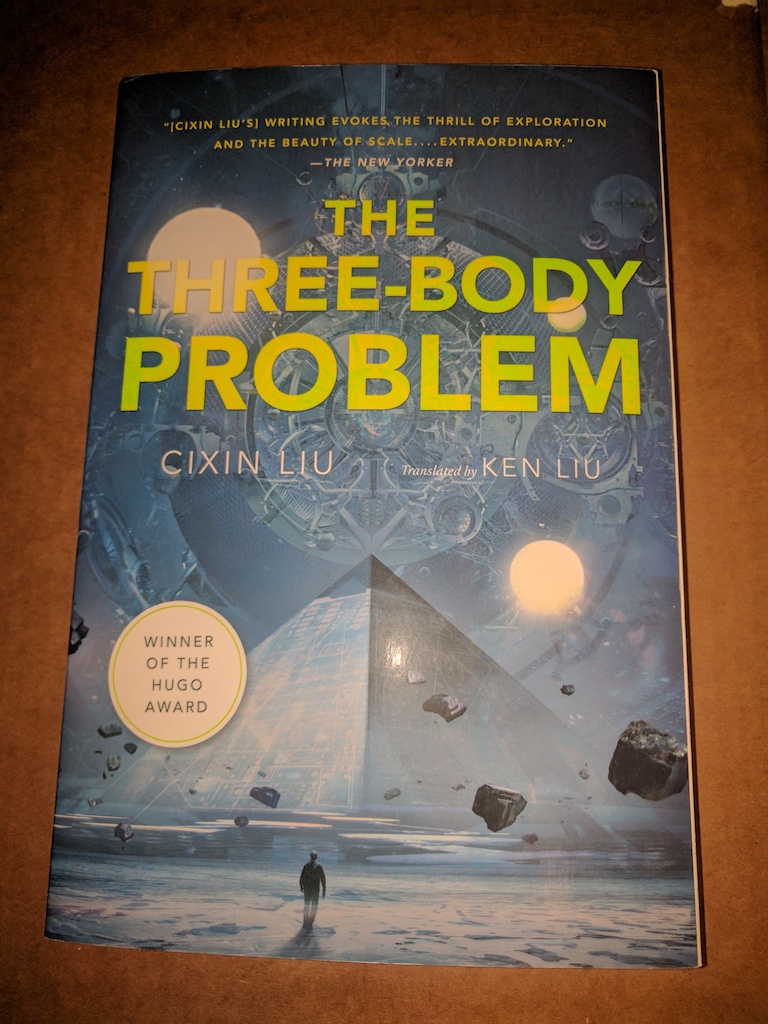 "[CIXIN LIU'S] WRITING EVOKES THE THRILL OF EXPLORATION
AND THE BEAUTY OF SCALE....EXTRAORDINARY."
—THE NEW YORKER
THE
THREE-BODY
PROBLEM
CIXIN LIU
Translated by KEN LIU
WINNER
OF THE
HUGO
AWARD